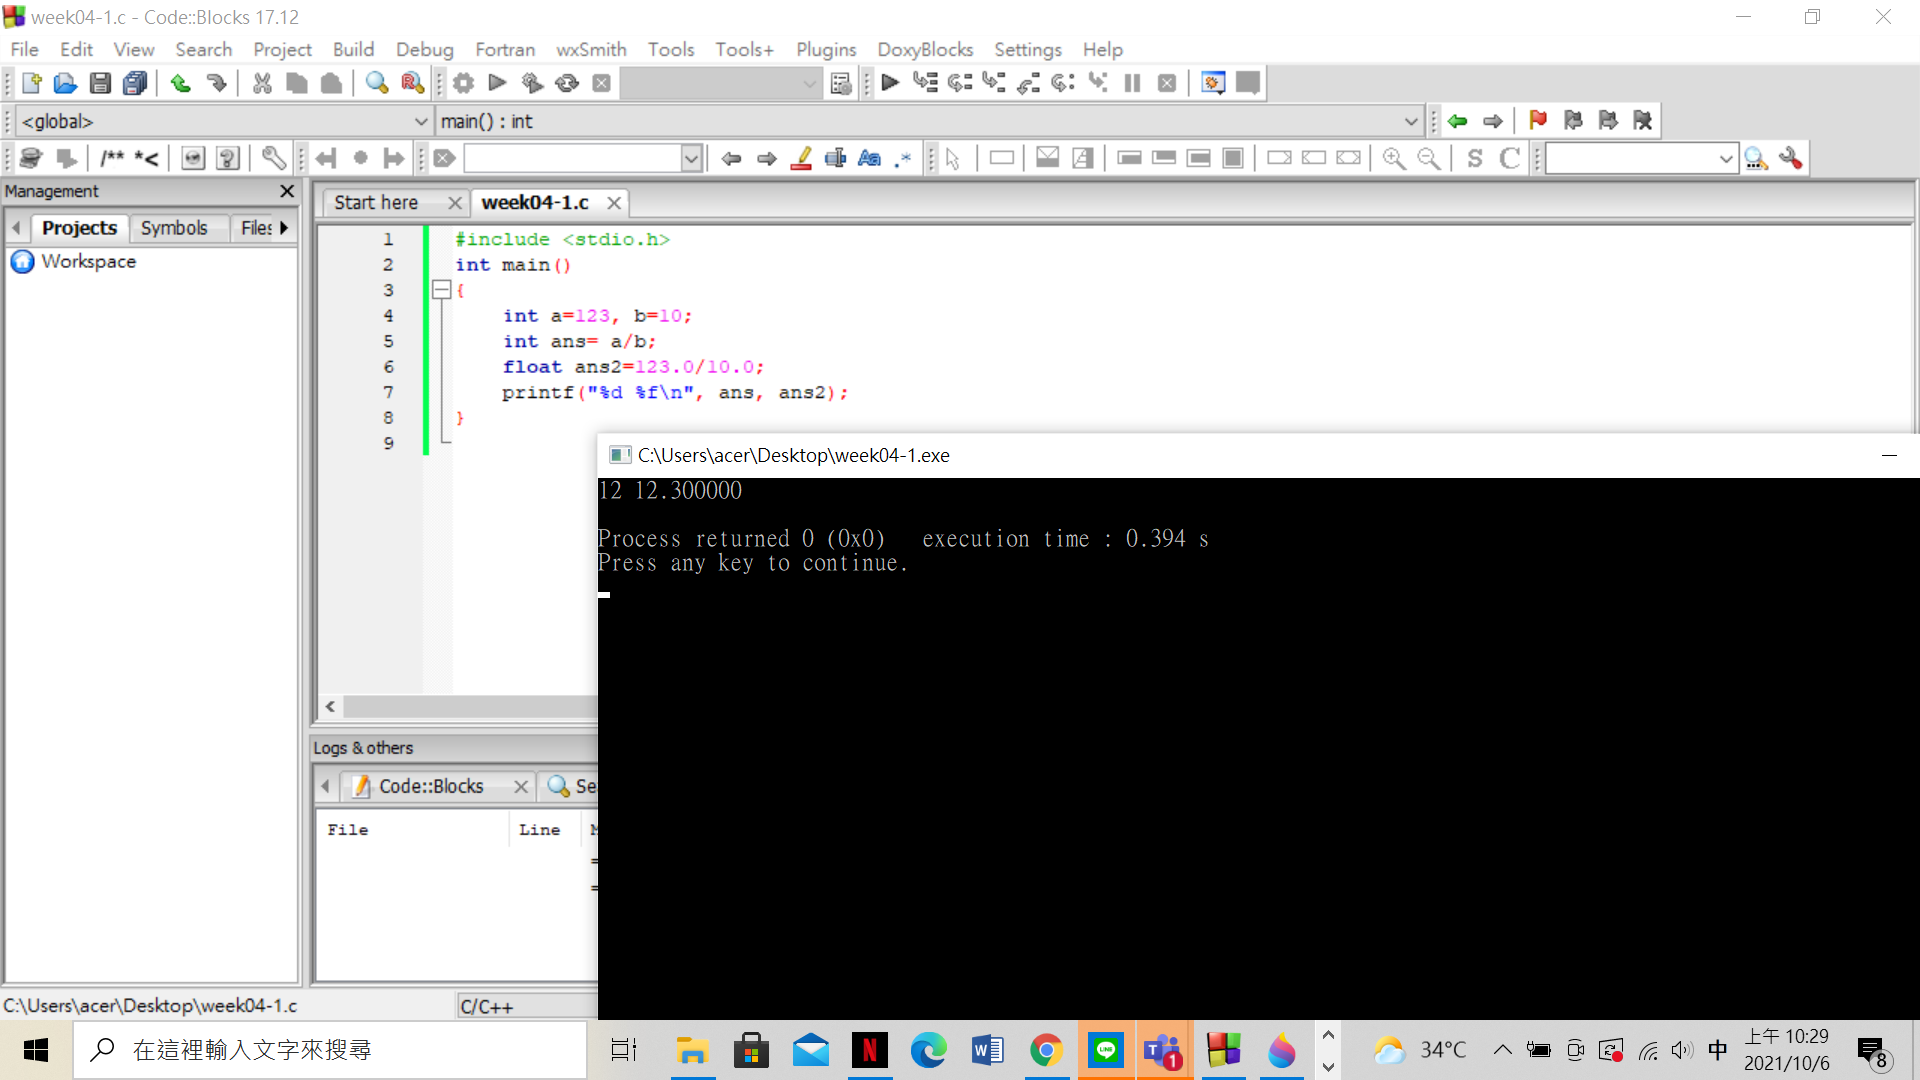 week04-1.c - Code::Blocks 17.12
File Edit View Search Project Build Debug Fortran wxSmith Tools Tools+ Plugins DoxyBlocks Settings Help
<global>
main() : int
/** *<
Aa .*
S C
Management
Projects Symbols Files
Workspace
Start here
week04-1.c
1 #include <stdio.h>
2 int main()
3 {
4 int a=123, b=10;
5 int ans= a/b;
6 float ans2=123.0/10.0;
7 printf("%d %f\n", ans, ans2);
8 }
9
C:\Users\acer\Desktop\week04-1.exe
12 12.300000
Process returned 0 (0x0)   execution time : 0.394 s
Press any key to continue.
Logs & others
Code::Blocks
Se
File Line
C:\Users\acer\Desktop\week04-1.c
C/C++
在這裡輸入文字來搜尋
N
W
LINE
T 1
34°C
中
上午 10:29
2021/10/6
8